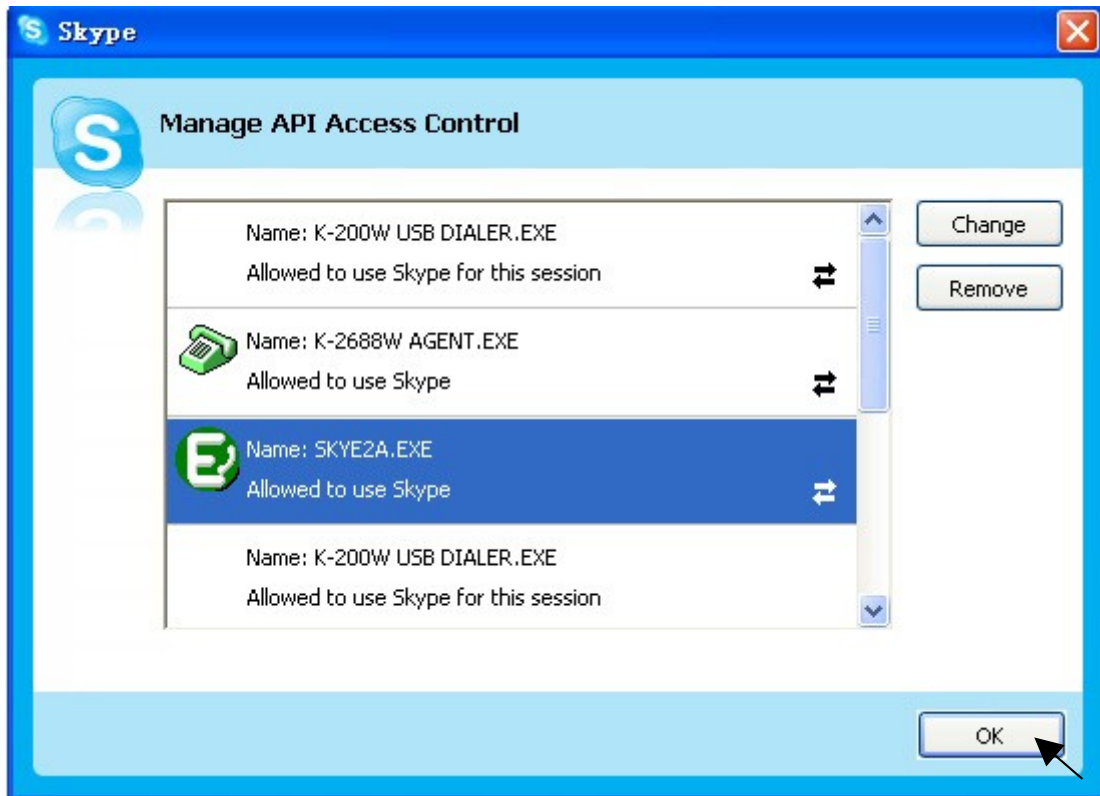 Skype
Manage API Access Control
Name: K-200W USB DIALER.EXE
Allowed to use Skype for this session
Name: K-2688W AGENT.EXE
Allowed to use Skype
Name: SKYE2A.EXE
Allowed to use Skype
Name: K-200W USB DIALER.EXE
Allowed to use Skype for this session
Change
Remove
OK